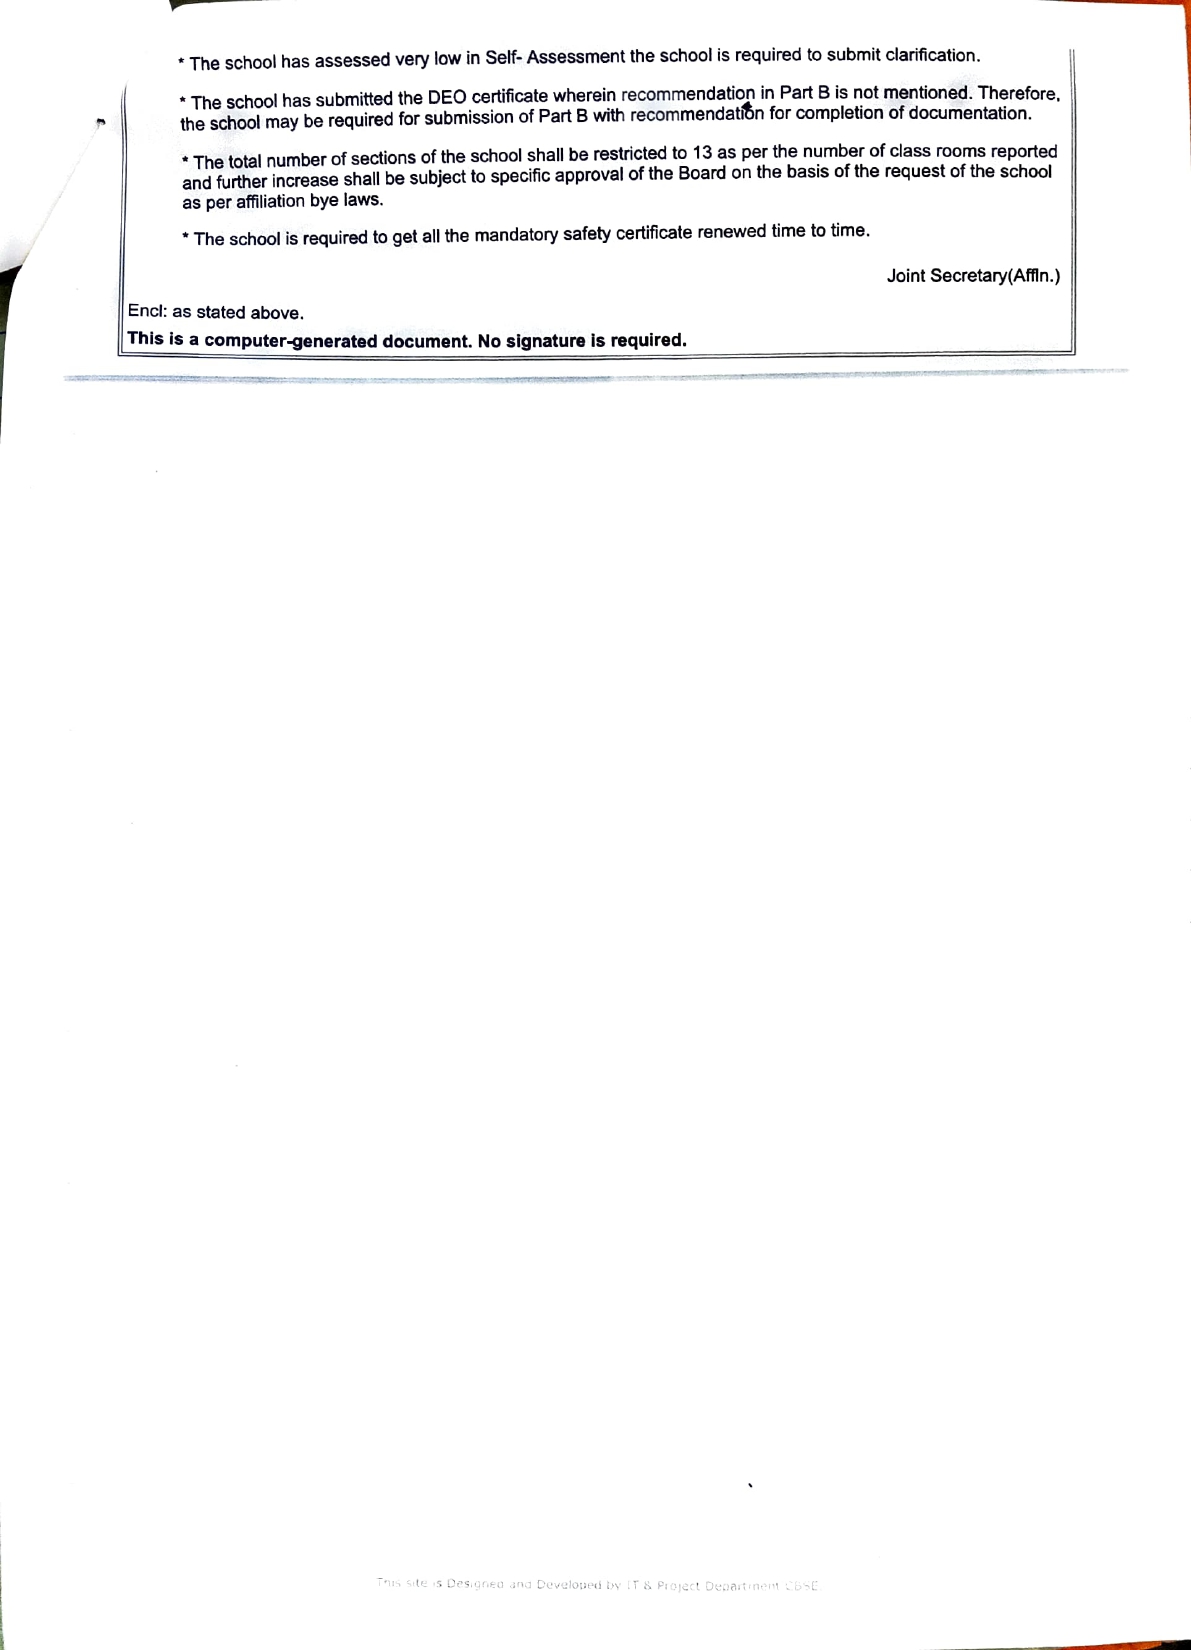 * The school has assessed very low in Self- Assessment the school is required to submit clarification.
* The school has submitted the DEO certificate wherein recommendation in Part B is not mentioned. Therefore,
the school may be required for submission of Part B with recommendation for completion of documentation.
* The total number of sections of the school shall be restricted to 13 as per the number of class rooms reported
and further increase shall be subject to specific approval of the Board on the basis of the request of the school
as per affiliation bye laws.
* The school is required to get all the mandatory safety certificate renewed time to time.
Joint Secretary(Affln.)
Encl: as stated above.
This is a computer-generated document. No signature is required.
This site is Designed and Developed by IT & Project Department CBSE